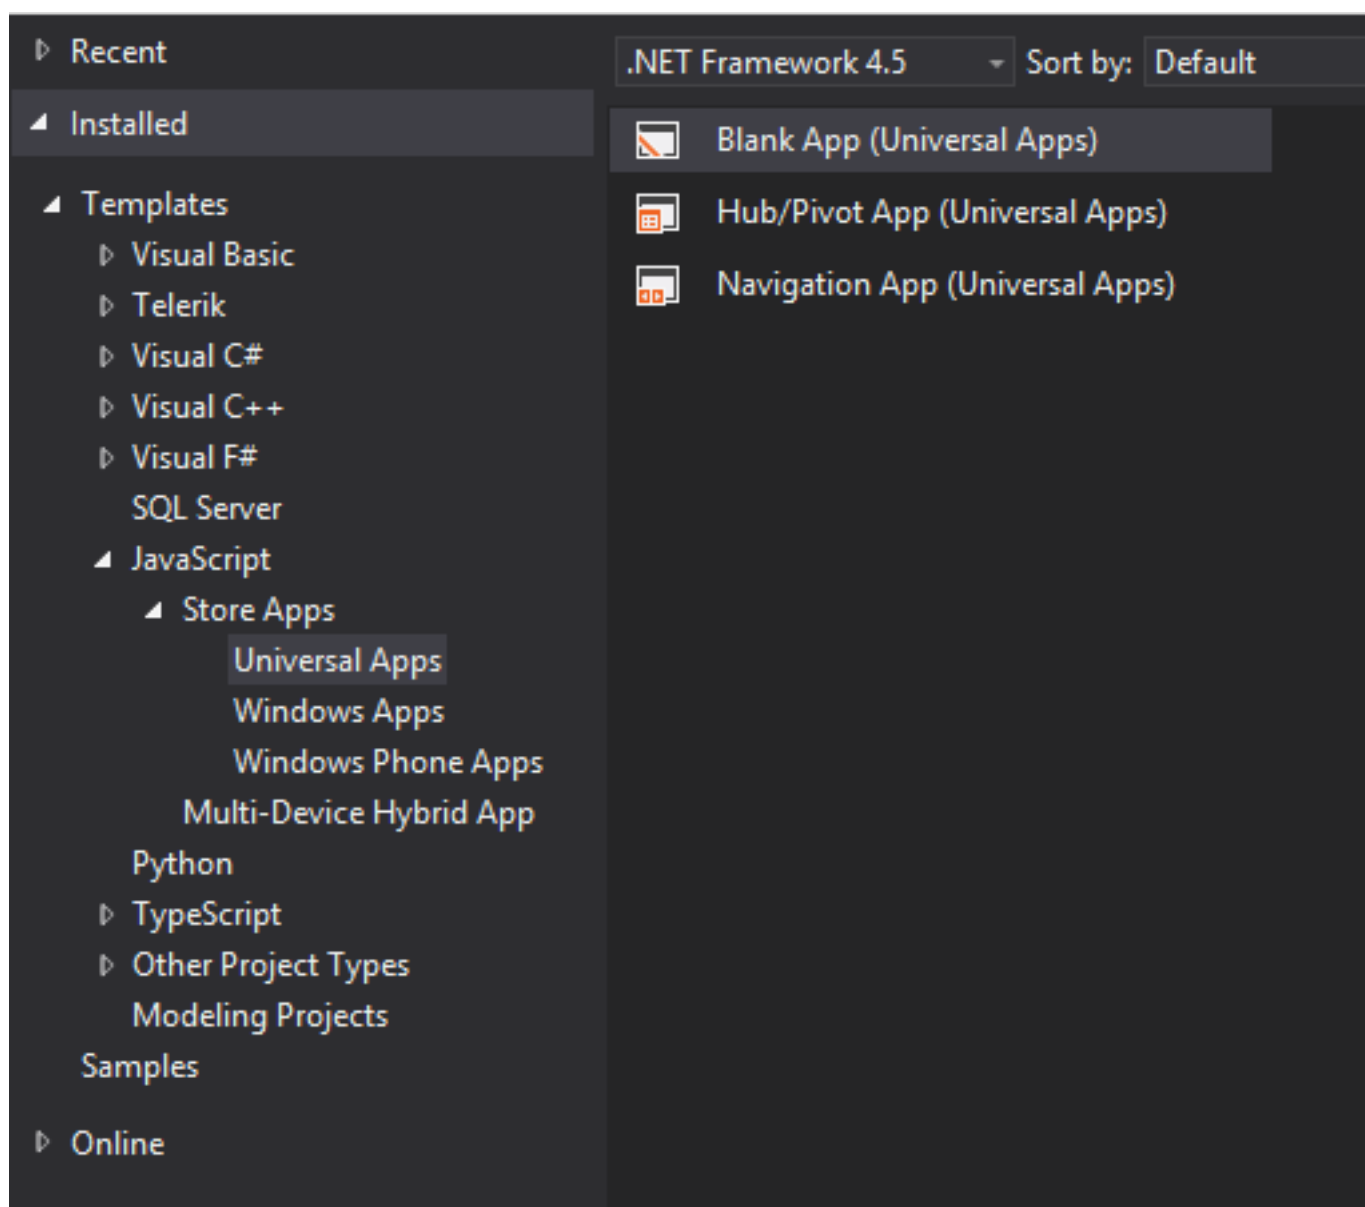 Recent
Installed
Templates
Visual Basic
Telerik
Visual C#
Visual C++
Visual F#
SQL Server
JavaScript
Store Apps
Universal Apps
Windows Apps
Windows Phone Apps
Multi-Device Hybrid App
Python
TypeScript
Other Project Types
Modeling Projects
Samples
Online
.NET Framework 4.5 Sort by: Default
Blank App (Universal Apps)
Hub/Pivot App (Universal Apps)
Navigation App (Universal Apps)